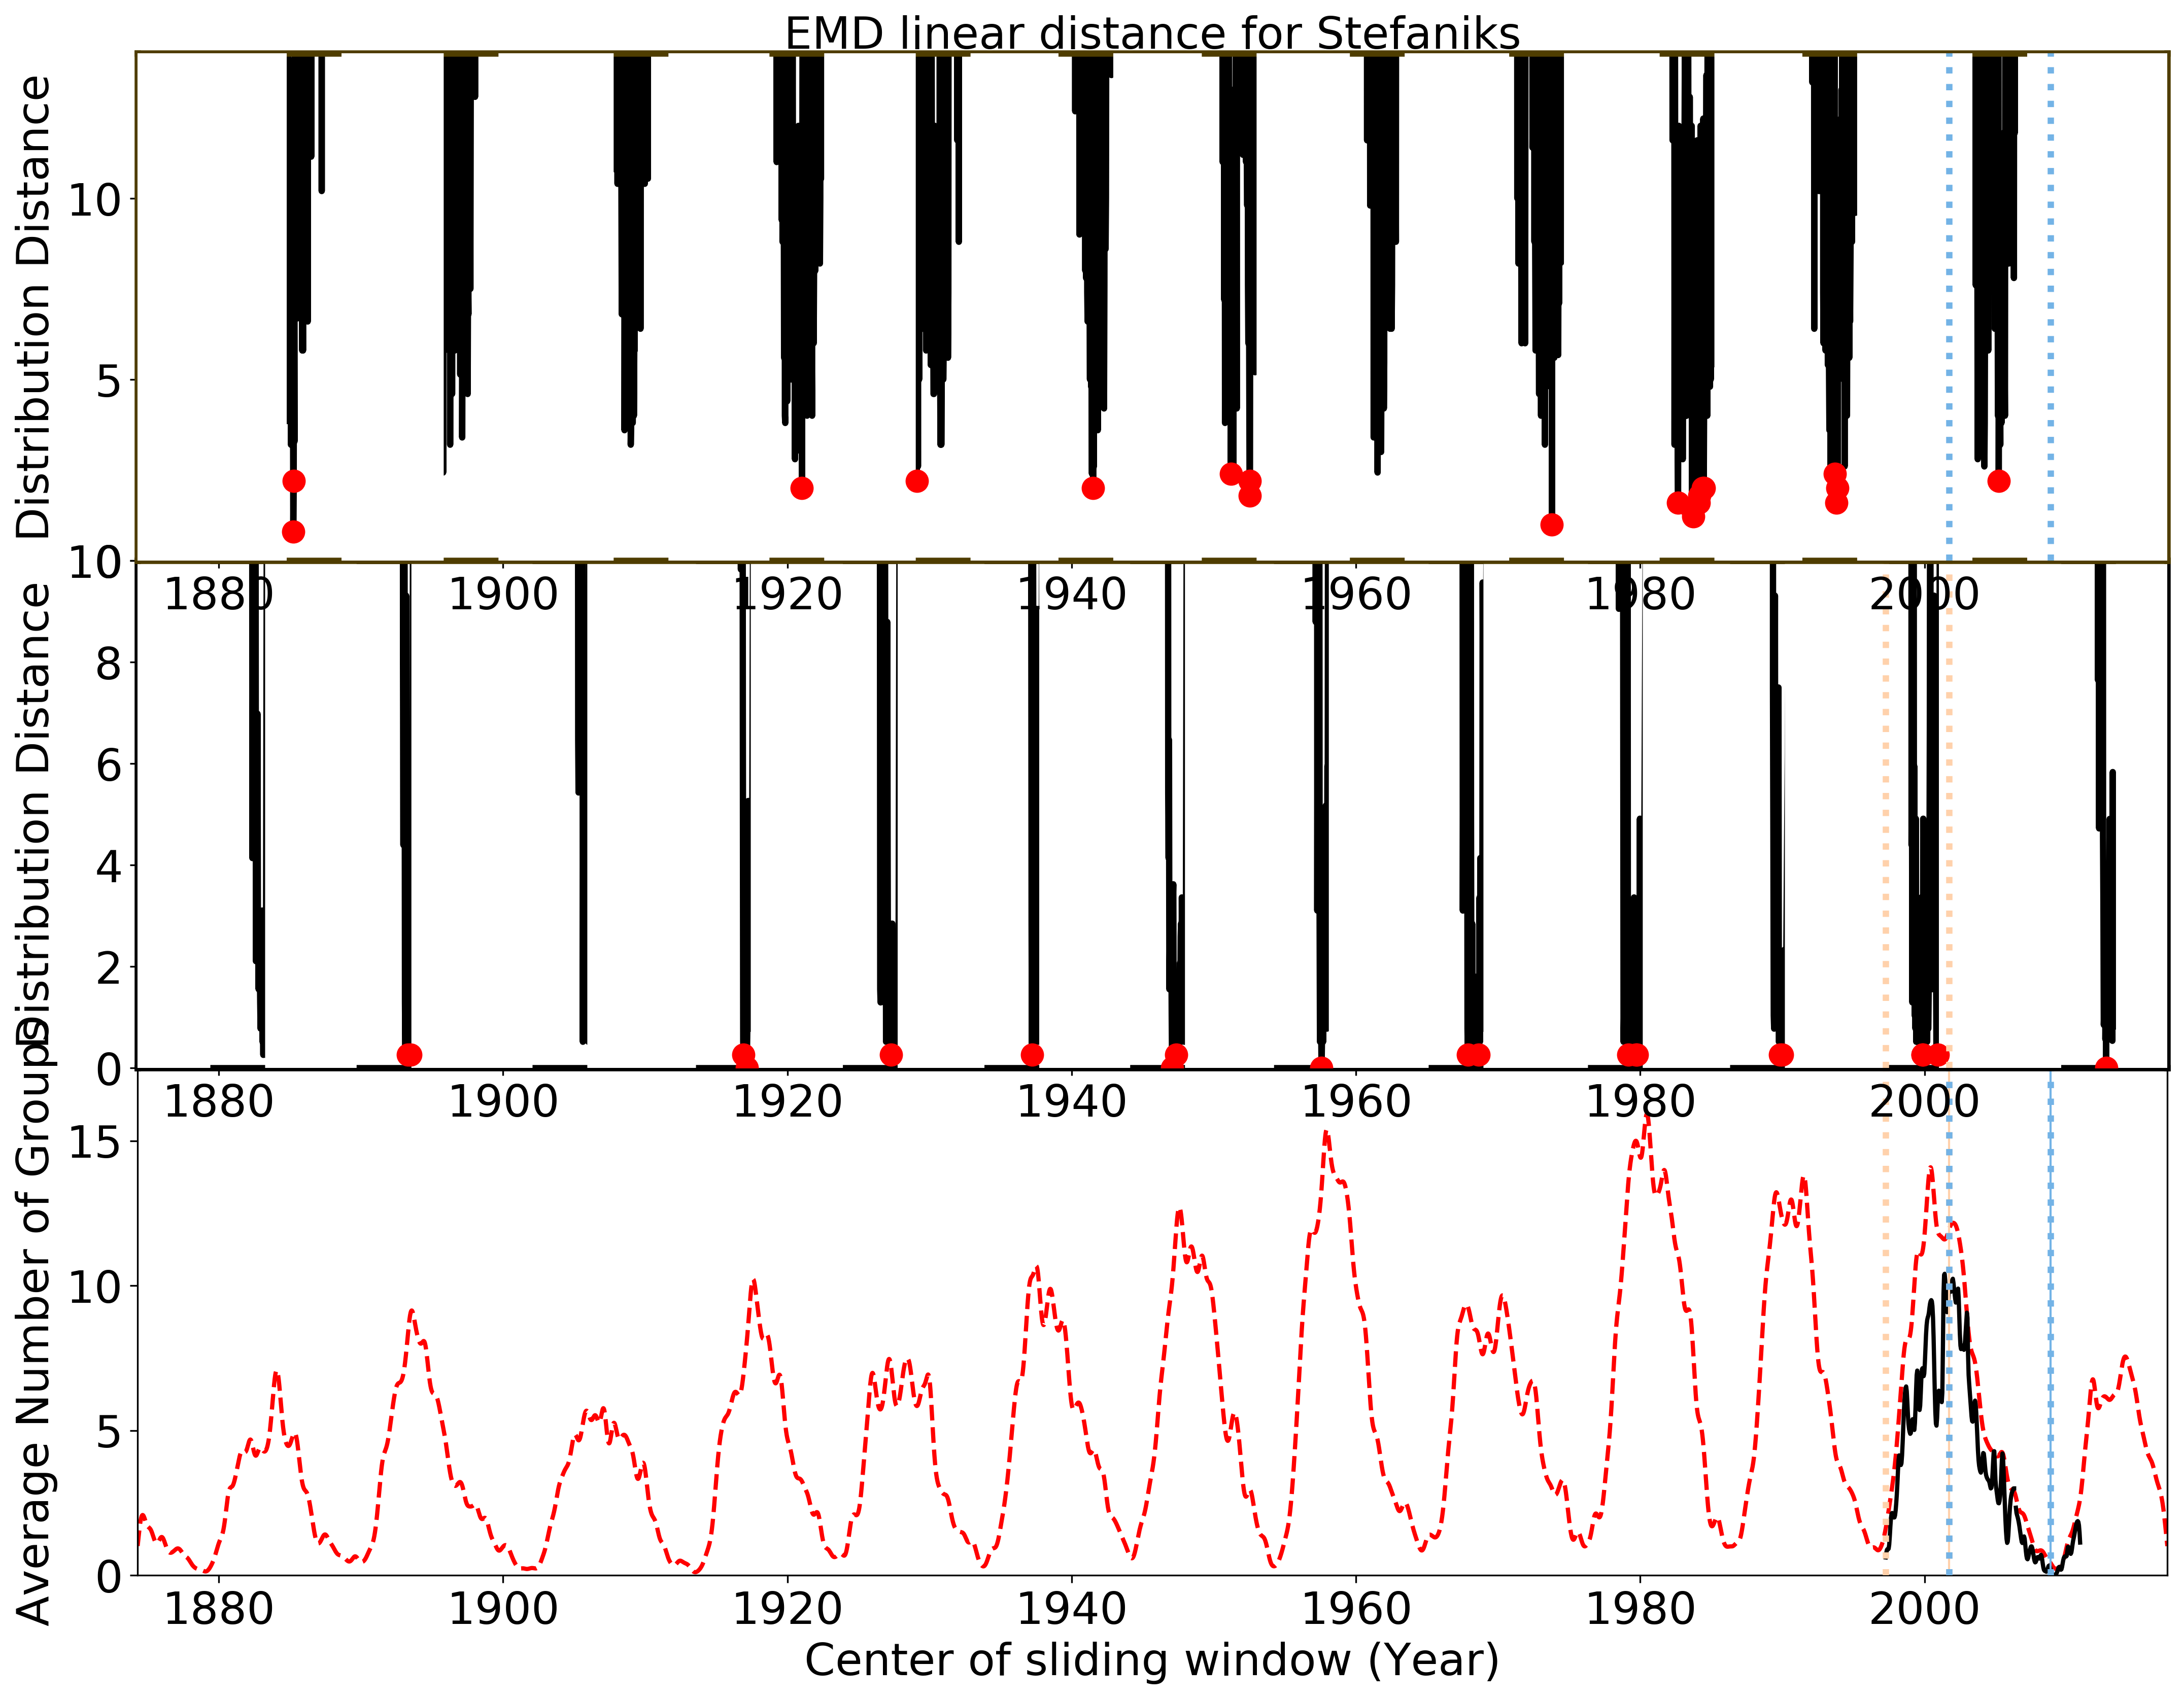 EMD linear distance for Stefaniks
Distribution Distance
10
5
1880 1900 1920 1940 1960 1980 2000
Distribution Distance
10
8
6
4
2
0
1880 1900 1920 1940 1960 1980 2000
Average Number of Groups
15
10
5
0
1880 1900 1920 1940 1960 1980 2000
Center of sliding window (Year)